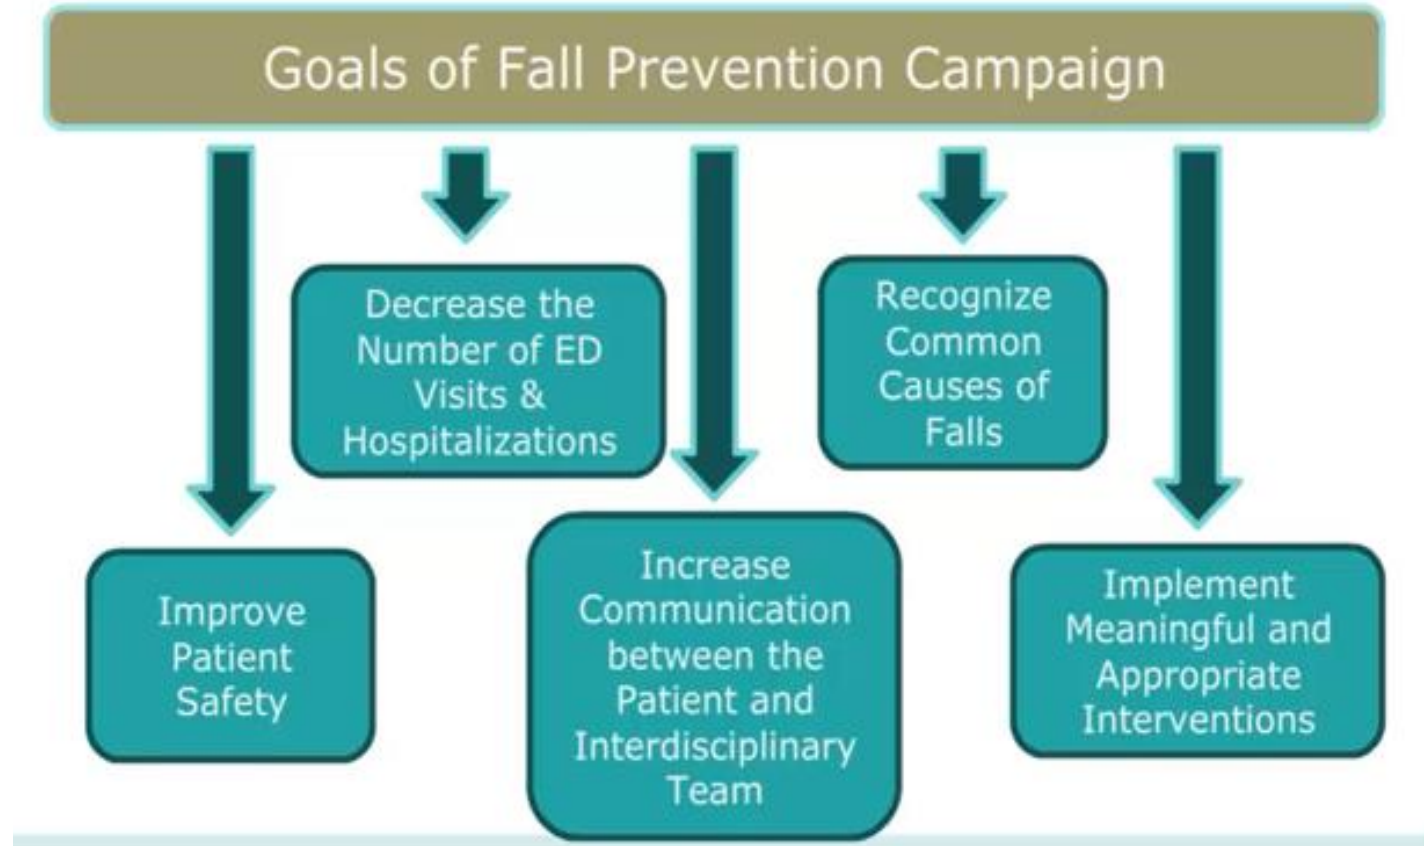 Goals of Fall Prevention Campaign
Improve
Patient
Safety
Decrease the
Number of ED
Visits &
Hospitalizations
Increase
Communication
between the
Patient and
Interdisciplinary
Team
Recognize
Common
Causes of
Falls
Implement
Meaningful and
Appropriate
Interventions